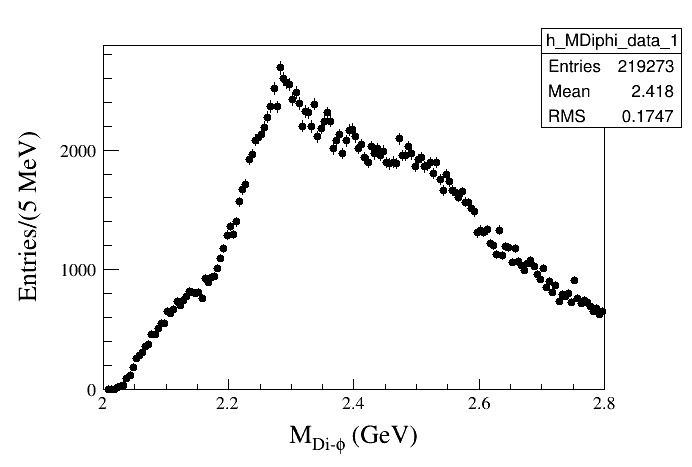 h_MDiphi_data_1
Entries 219273
Mean 2.418
RMS 0.1747
Entries/(5 MeV)
2000
1000
0
2 2.2 2.4 2.6 2.8
M_Di-ϕ (GeV)